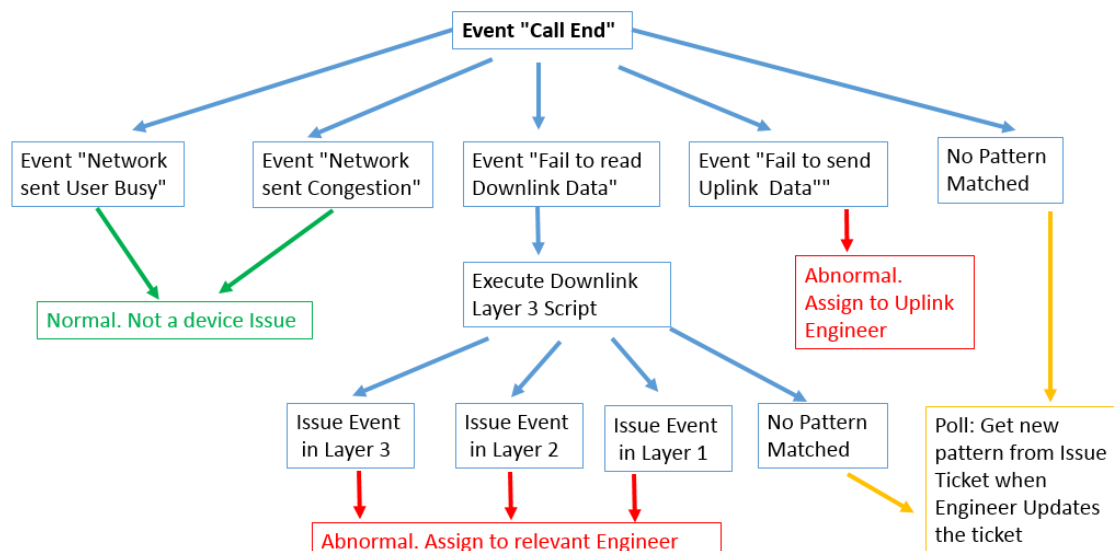 Event "Call End"
Event "Network
sent User Busy"
Event "Network
sent Congestion"
Event "Fail to read
Downlink Data"
Event "Fail to send
Uplink  Data""
No Pattern
Matched
Normal. Not a device Issue
Execute Downlink
Layer 3 Script
Abnormal.
Assign to Uplink
Engineer
Issue Event
in Layer 3
Issue Event
in Layer 2
Issue Event
in Layer 1
No Pattern
Matched
Poll: Get new
pattern from Issue
Ticket when
Engineer Updates
the ticket
Abnormal. Assign to relevant Engineer